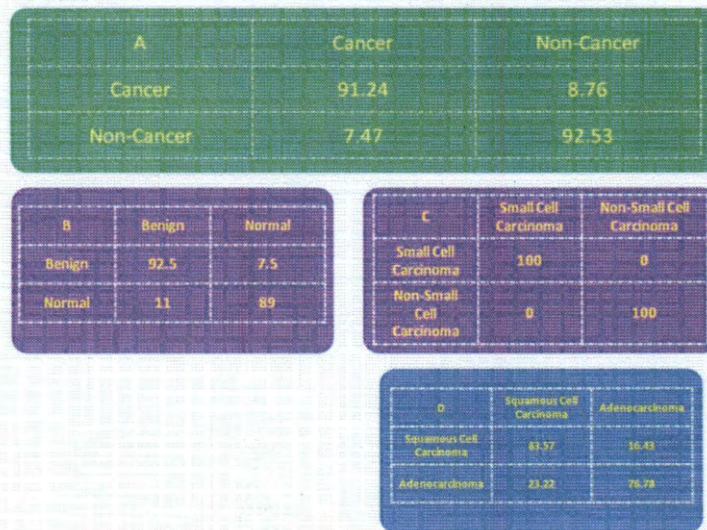 A Cancer Non-Cancer
Cancer 91.24 8.76
Non-Cancer 7.47 92.53
B Benign Normal
Benign 92.5 7.5
Normal 11 89
C Small Cell Carcinoma Non-Small Cell Carcinoma
Small Cell Carcinoma 100 0
Non-Small Cell Carcinoma 0 100
D Squamous Cell Carcinoma Adenocarcinoma
Squamous Cell Carcinoma 83.57 16.43
Adenocarcinoma 23.22 76.78